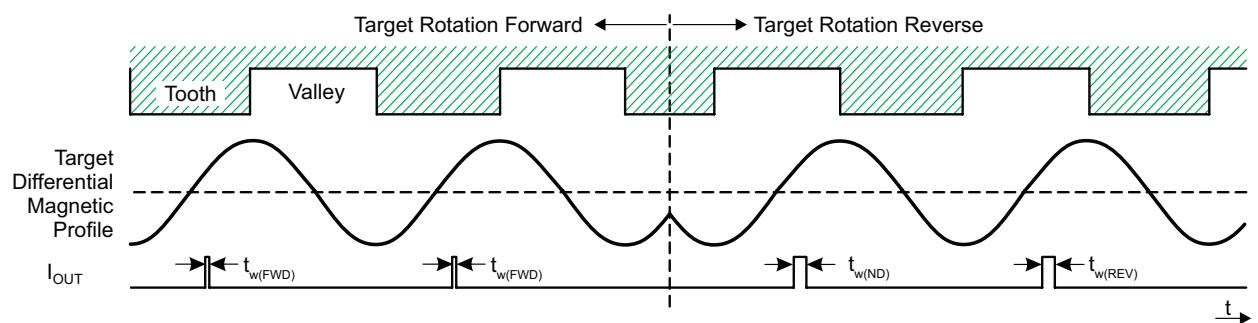 Target Rotation Forward
Target Rotation Reverse
Tooth
Valley
Target
Differential
Magnetic
Profile
I_OUT
t_w(FWD)
t_w(FWD)
t_w(ND)
t_w(REV)
t